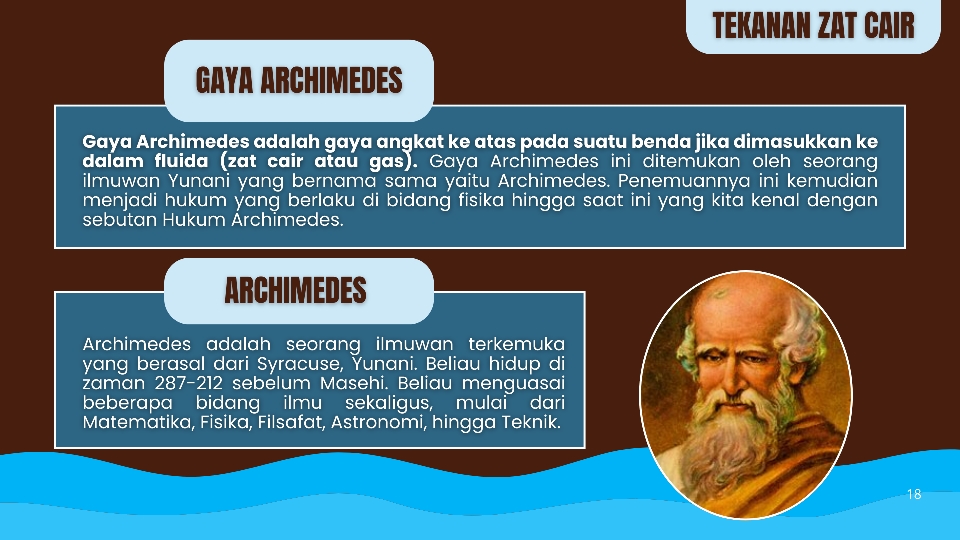 TEKANAN ZAT CAIR
GAYA ARCHIMEDES
Gaya Archimedes adalah gaya angkat ke atas pada suatu benda jika dimasukkan ke
dalam fluida (zat cair atau gas). Gaya Archimedes ini ditemukan oleh seorang
ilmuwan Yunani yang bernama sama yaitu Archimedes. Penemuannya ini kemudian
menjadi hukum yang berlaku di bidang fisika hingga saat ini yang kita kenal dengan
sebutan Hukum Archimedes.
ARCHIMEDES
Archimedes adalah seorang ilmuwan terkemuka
yang berasal dari Syracuse, Yunani. Beliau hidup di
zaman 287-212 sebelum Masehi. Beliau menguasai
beberapa bidang ilmu sekaligus, mulai dari
Matematika, Fisika, Filsafat, Astronomi, hingga Teknik.
18